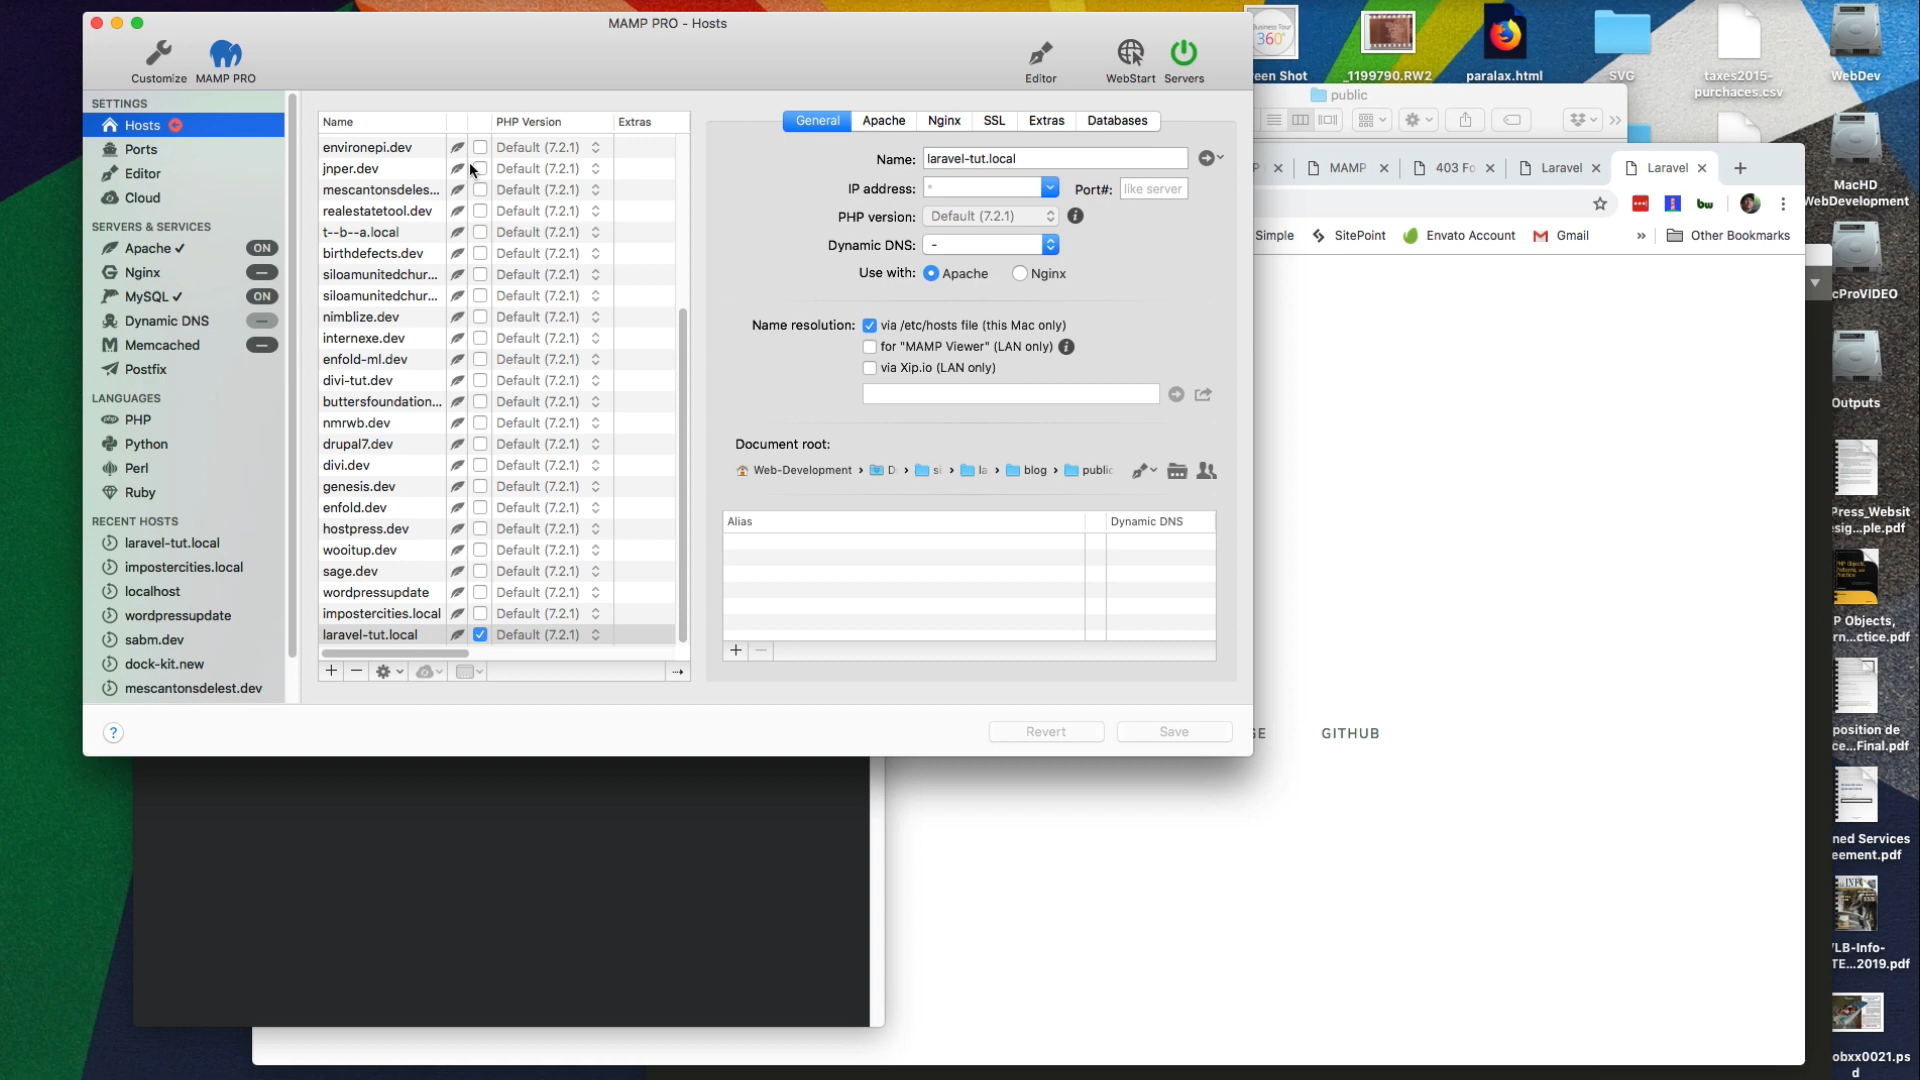 MAMP PRO - Hosts
Customize
MAMP PRO
Editor
WebStart
Servers
SETTINGS
Hosts
Ports
Editor
Cloud
SERVERS & SERVICES
Apache ✓ ON
Nginx
MySQL ✓ ON
Dynamic DNS
Memcached
Postfix
LANGUAGES
PHP
Python
Perl
Ruby
RECENT HOSTS
laravel-tut.local
impostercities.local
localhost
wordpressupdate
sabm.dev
dock-kit.new
mescantonsdelest.dev
Name PHP Version Extras
environepi.dev Default (7.2.1)
jnper.dev Default (7.2.1)
mescantonsdeles... Default (7.2.1)
realestatetool.dev Default (7.2.1)
t--b--a.local Default (7.2.1)
birthdefects.dev Default (7.2.1)
siloamunitedchur... Default (7.2.1)
siloamunitedchur... Default (7.2.1)
nimblize.dev Default (7.2.1)
internexe.dev Default (7.2.1)
enfold-ml.dev Default (7.2.1)
divi-tut.dev Default (7.2.1)
buttersfoundation... Default (7.2.1)
nmrwb.dev Default (7.2.1)
drupal7.dev Default (7.2.1)
divi.dev Default (7.2.1)
genesis.dev Default (7.2.1)
enfold.dev Default (7.2.1)
hostpress.dev Default (7.2.1)
wooitup.dev Default (7.2.1)
sage.dev Default (7.2.1)
wordpressupdate Default (7.2.1)
impostercities.local Default (7.2.1)
laravel-tut.local Default (7.2.1)
General Apache Nginx SSL Extras Databases
Name: laravel-tut.local
IP address: * Port#: like server
PHP version: Default (7.2.1)
Dynamic DNS: -
Use with: Apache Nginx
Name resolution: via /etc/hosts file (this Mac only)
for "MAMP Viewer" (LAN only)
via Xip.io (LAN only)
Document root:
Web-Development › D › si › la › blog › public
Alias Dynamic DNS
?
Revert
Save
een Shot
_1199790.RW2
paralax.html
SVG
taxes2015-
purchaces.csv
WebDev
public
P
MAMP
403 Fo
Laravel
Laravel
Simple
SitePoint
Envato Account
Gmail
»
Other Bookmarks
GE
GITHUB
Business Tour
360°
MacHD
WebDevelopment
cProVIDEO
Outputs
Press_Websit
sig...ple.pdf
P Objects,
rn...ctice.pdf
position de
ce...Final.pdf
ned Services
eement.pdf
VLB-Info-
TE...2019.pdf
obxx0021.ps
d